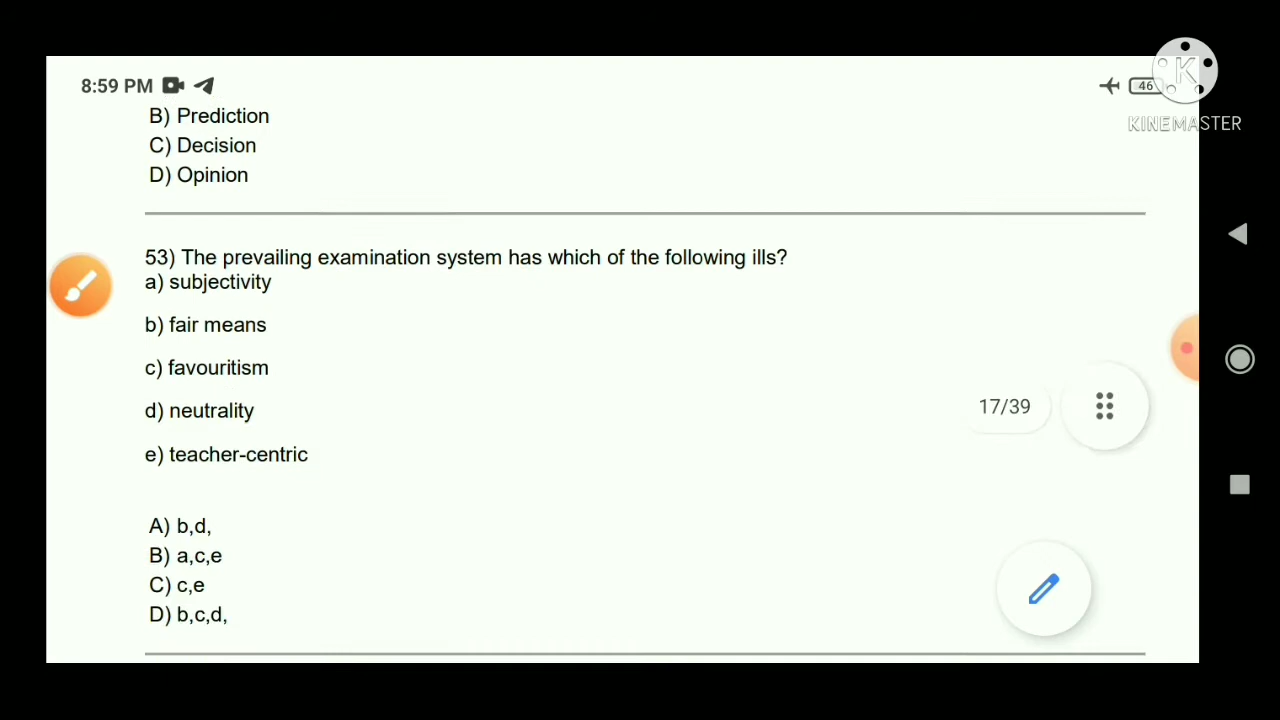 8:59 PM
46
K
KINEMASTER
B) Prediction
C) Decision
D) Opinion
53) The prevailing examination system has which of the following ills?
a) subjectivity
b) fair means
c) favouritism
d) neutrality
17/39
e) teacher-centric
A) b,d,
B) a,c,e
C) c,e
D) b,c,d,